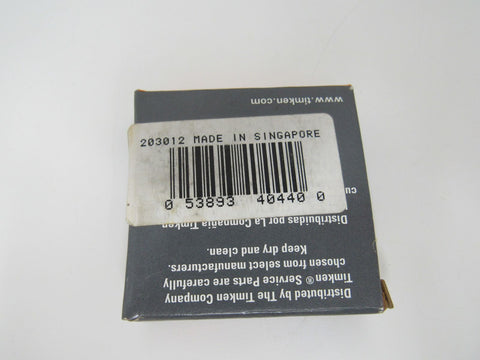 203012 MADE IN SINGAPORE
0 53893 40440 0
www.timken.com
Distributed by The Timken Company
Timken® Service Parts are carefully
chosen from select manufacturers.
Keep dry and clean.
Distribuidas por La Compañía Timken
cu